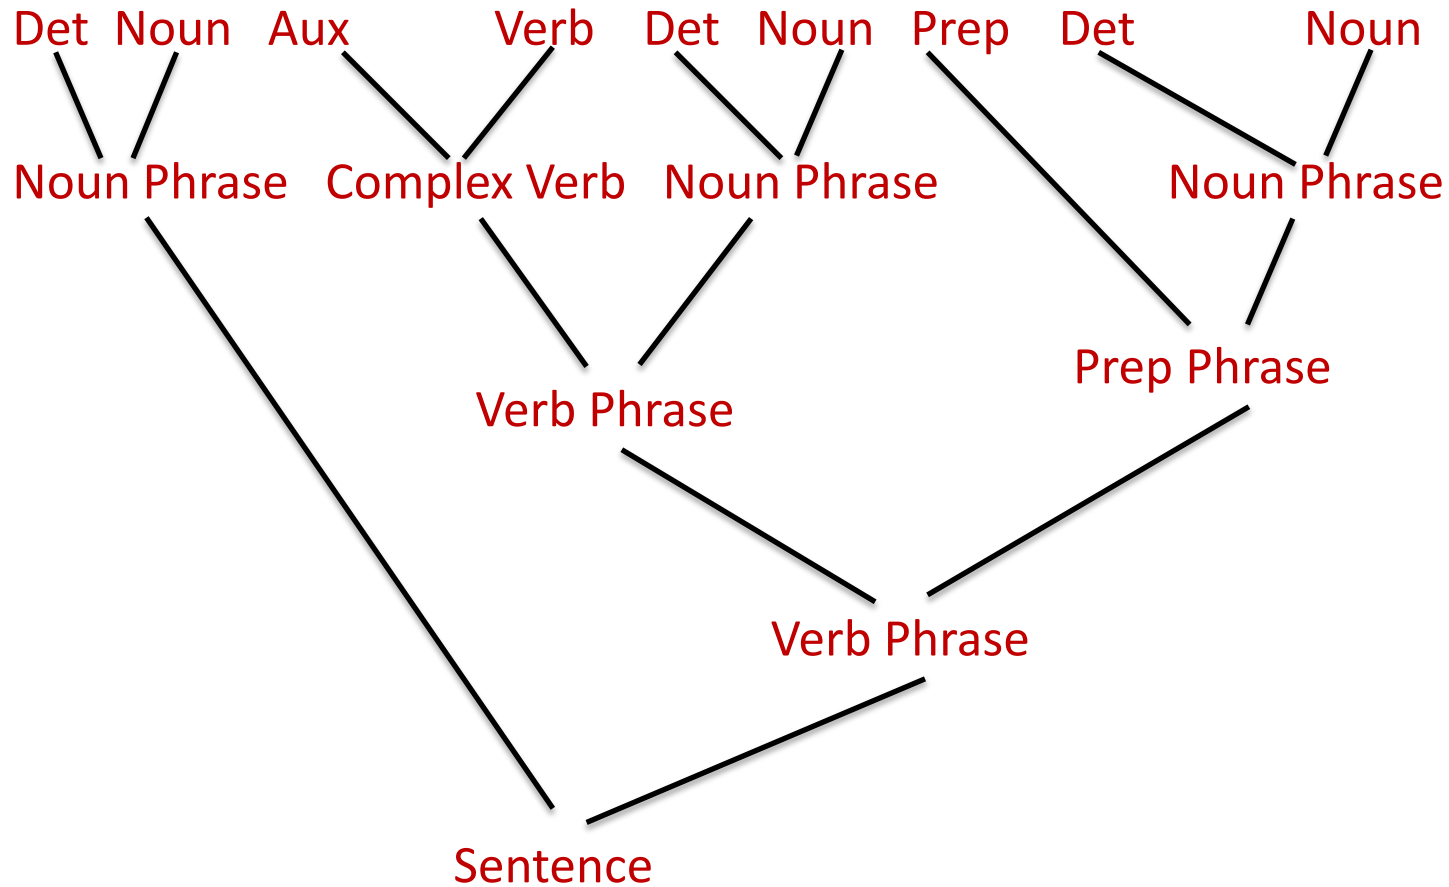 Det Noun Aux Verb Det Noun Prep Det Noun
Noun Phrase Complex Verb Noun Phrase Noun Phrase
Prep Phrase
Verb Phrase
Verb Phrase
Sentence